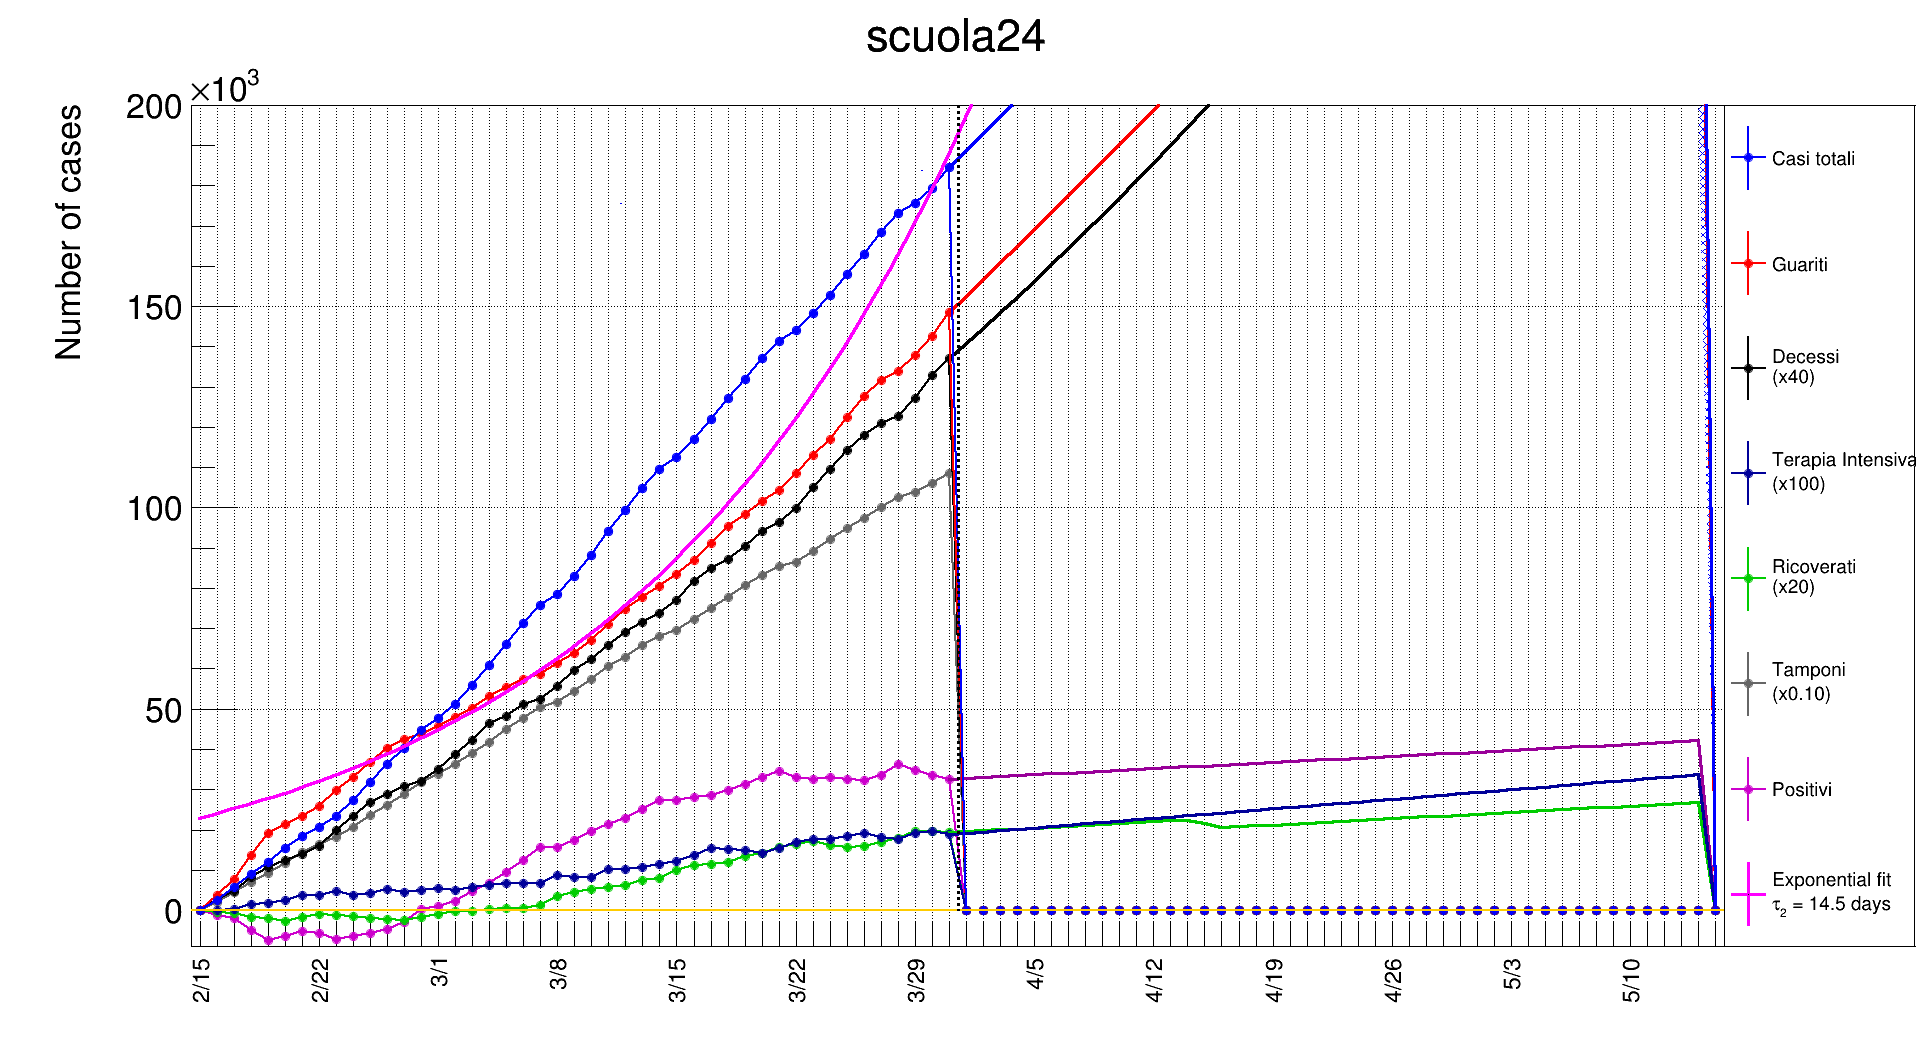 scuola24
×10³
Number of cases
200
150
100
50
0
2/15
2/22
3/1
3/8
3/15
3/22
3/29
4/5
4/12
4/19
4/26
5/3
5/10
Casi totali
Guariti
Decessi
(x40)
Terapia Intensiva
(x100)
Ricoverati
(x20)
Tamponi
(x0.10)
Positivi
Exponential fit
τ₂ = 14.5 days